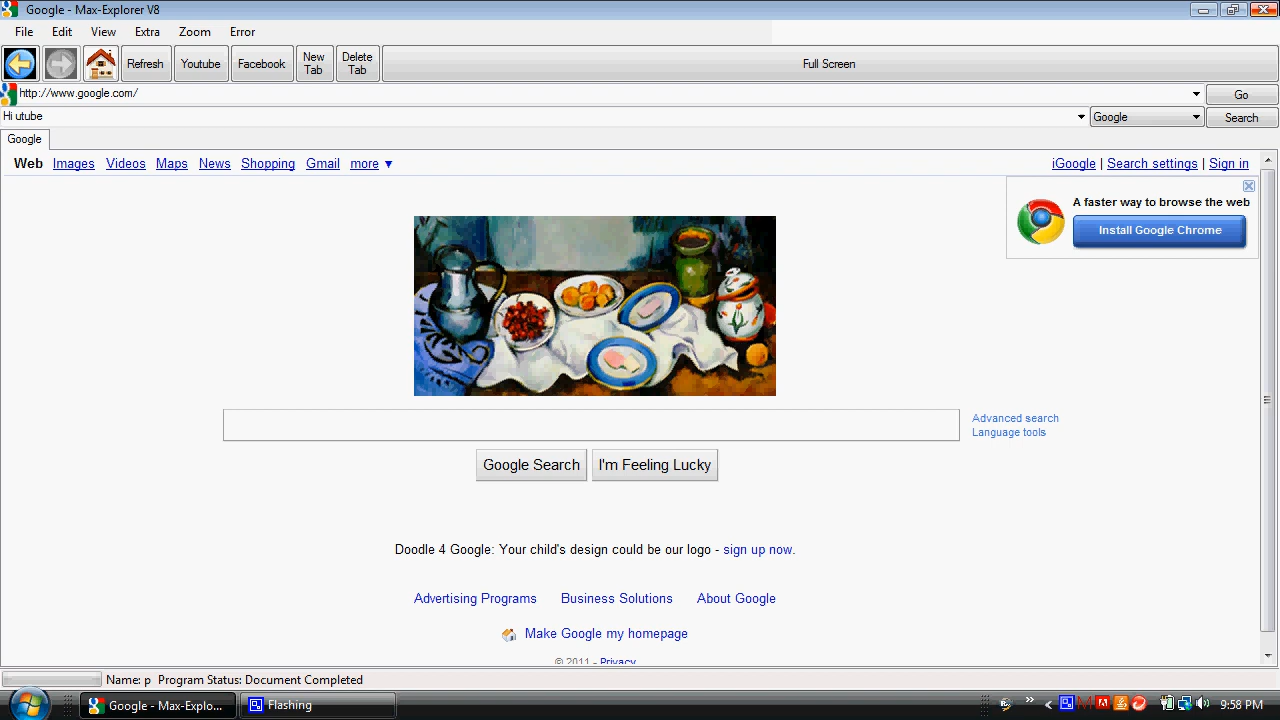 Google - Max-Explorer V8
File Edit View Extra Zoom Error
Refresh Youtube Facebook New Tab Delete Tab Full Screen
http://www.google.com/ Go
Hi utube Google Search
Google
Web Images Videos Maps News Shopping Gmail more ▼ iGoogle | Search settings | Sign in
A faster way to browse the web
Install Google Chrome
Advanced search
Language tools
Google Search I'm Feeling Lucky
Doodle 4 Google: Your child's design could be our logo - sign up now.
Advertising Programs Business Solutions About Google
Make Google my homepage
© 2011 - Privacy
Name: p Program Status: Document Completed
Google - Max-Explo... Flashing 9:58 PM